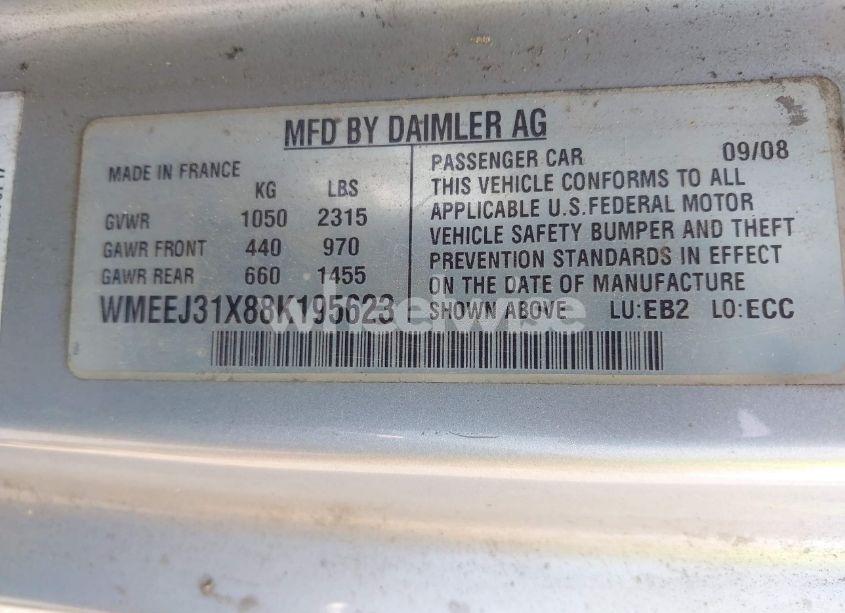 MFD BY DAIMLER AG
MADE IN FRANCE
KG LBS
GVWR 1050 2315
GAWR FRONT 440 970
GAWR REAR 660 1455
WMEEJ31X88K195623
PASSENGER CAR 09/08
THIS VEHICLE CONFORMS TO ALL
APPLICABLE U.S.FEDERAL MOTOR
VEHICLE SAFETY BUMPER AND THEFT
PREVENTION STANDARDS IN EFFECT
ON THE DATE OF MANUFACTURE
SHOWN ABOVE LU:EB2 LO:ECC